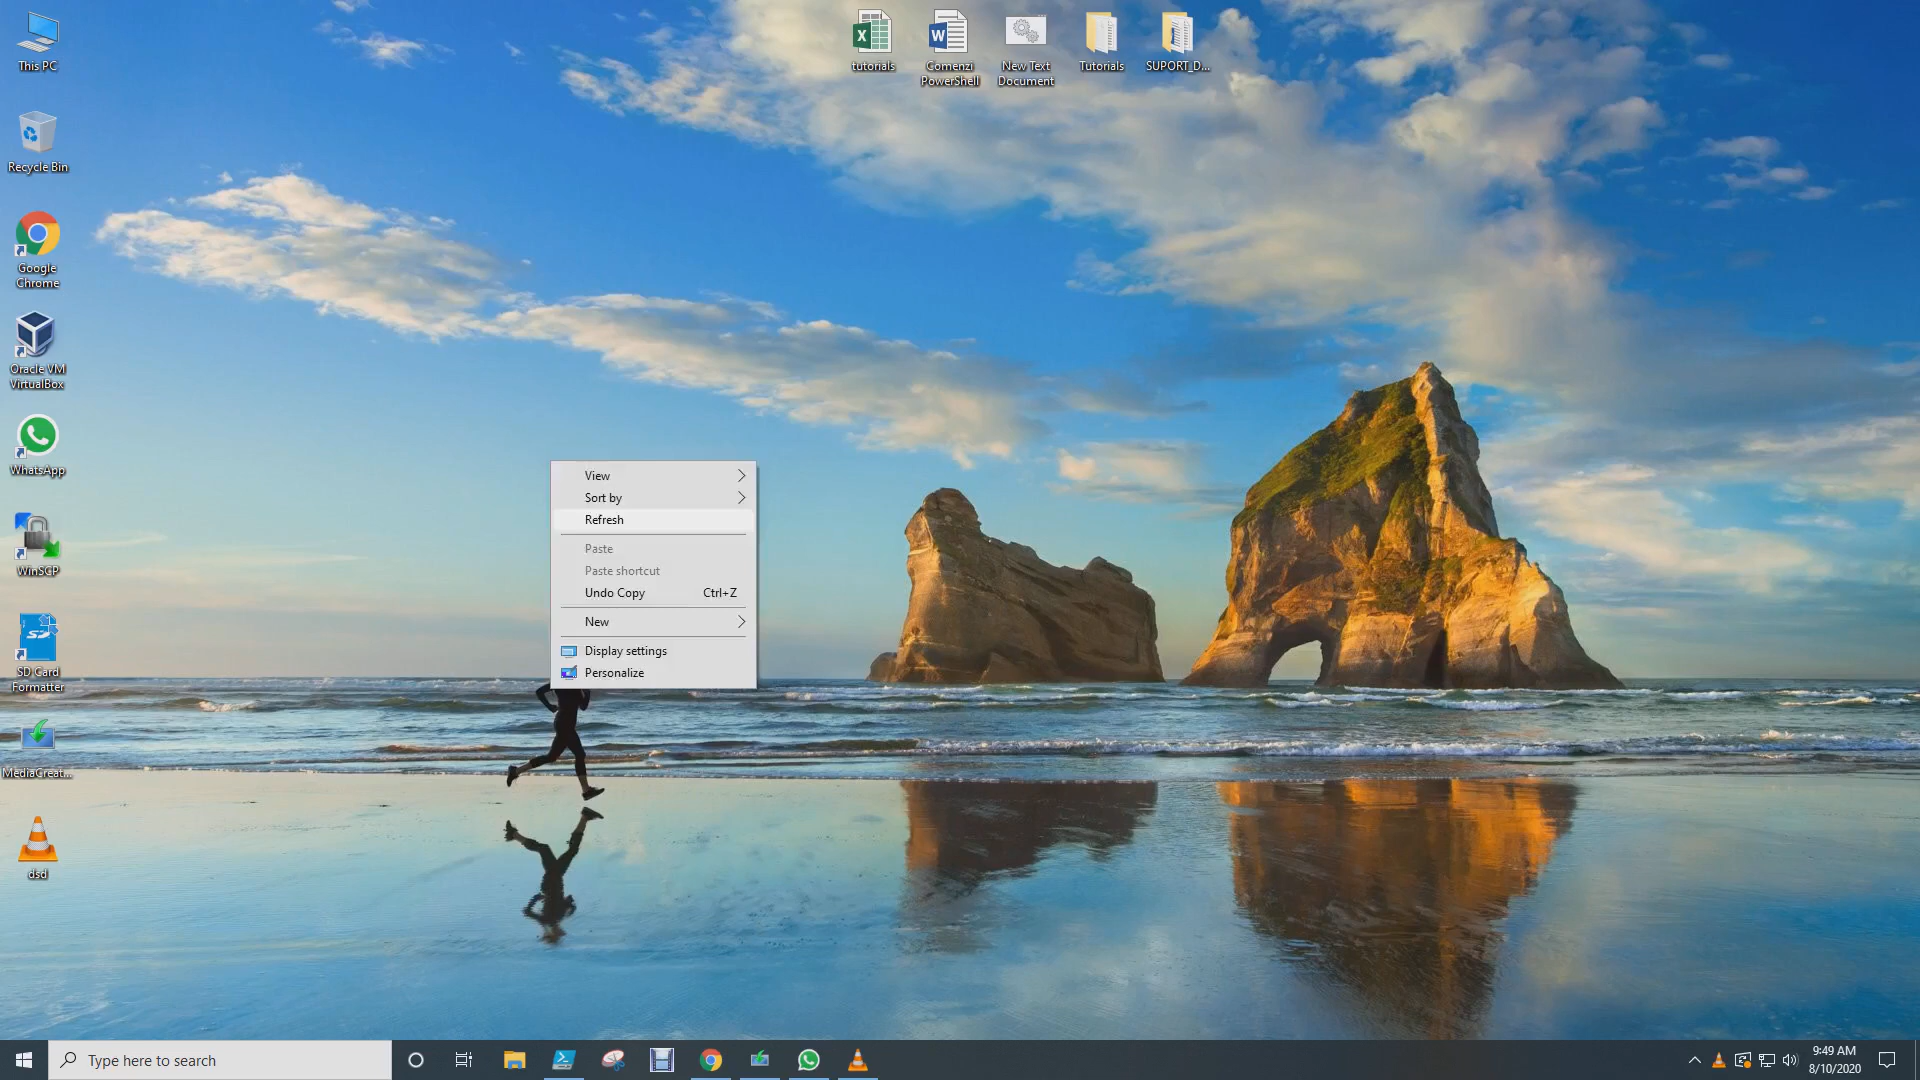 This PC
Recycle Bin
Google
Chrome
Oracle VM
VirtualBox
WhatsApp
WinSCP
SD Card
Formatter
MediaCreat...
dsd
tutorials
Comenzi
PowerShell
New Text
Document
Tutorials
SUPORT_D...
View
Sort by
Refresh
Paste
Paste shortcut
Undo Copy Ctrl+Z
New
Display settings
Personalize
Type here to search
9:49 AM
8/10/2020